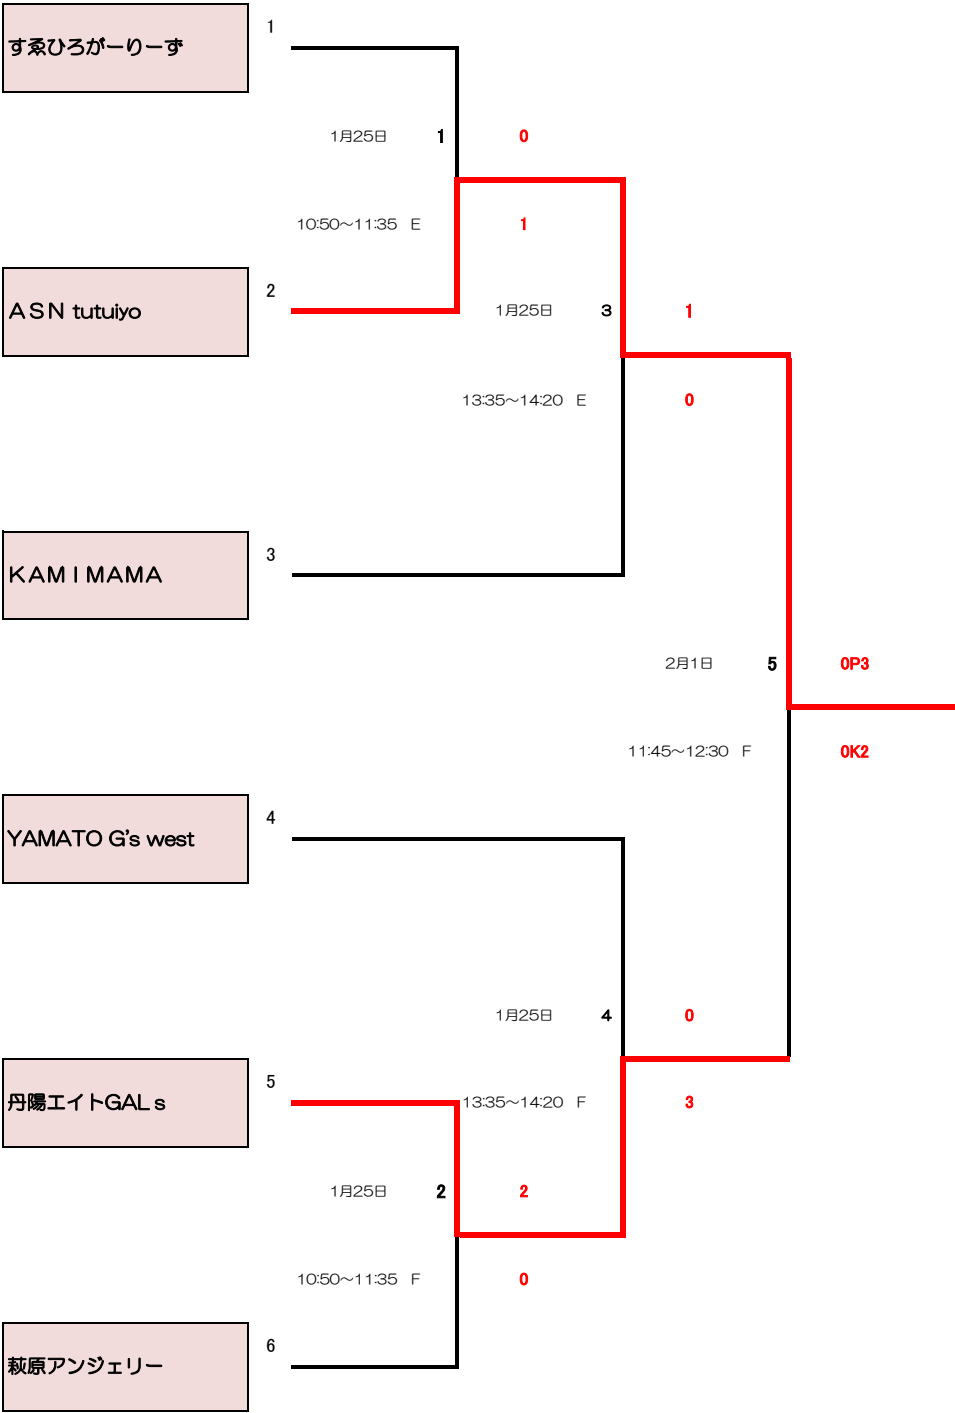 1
すゑひろがーりーず
1月25日 1 0
10:50～11:35 E 1
2
ＡＳＮ tutuiyo
1月25日 3 1
13:35～14:20 E 0
3
ＫＡＭＩＭＡＭＡ
2月1日 5 0P3
11:45～12:30 F 0K2
4
YAMATO G's west
1月25日 4 0
5
丹陽エイトGALｓ
13:35～14:20 F 3
1月25日 2 2
10:50～11:35 F 0
6
萩原アンジェリー